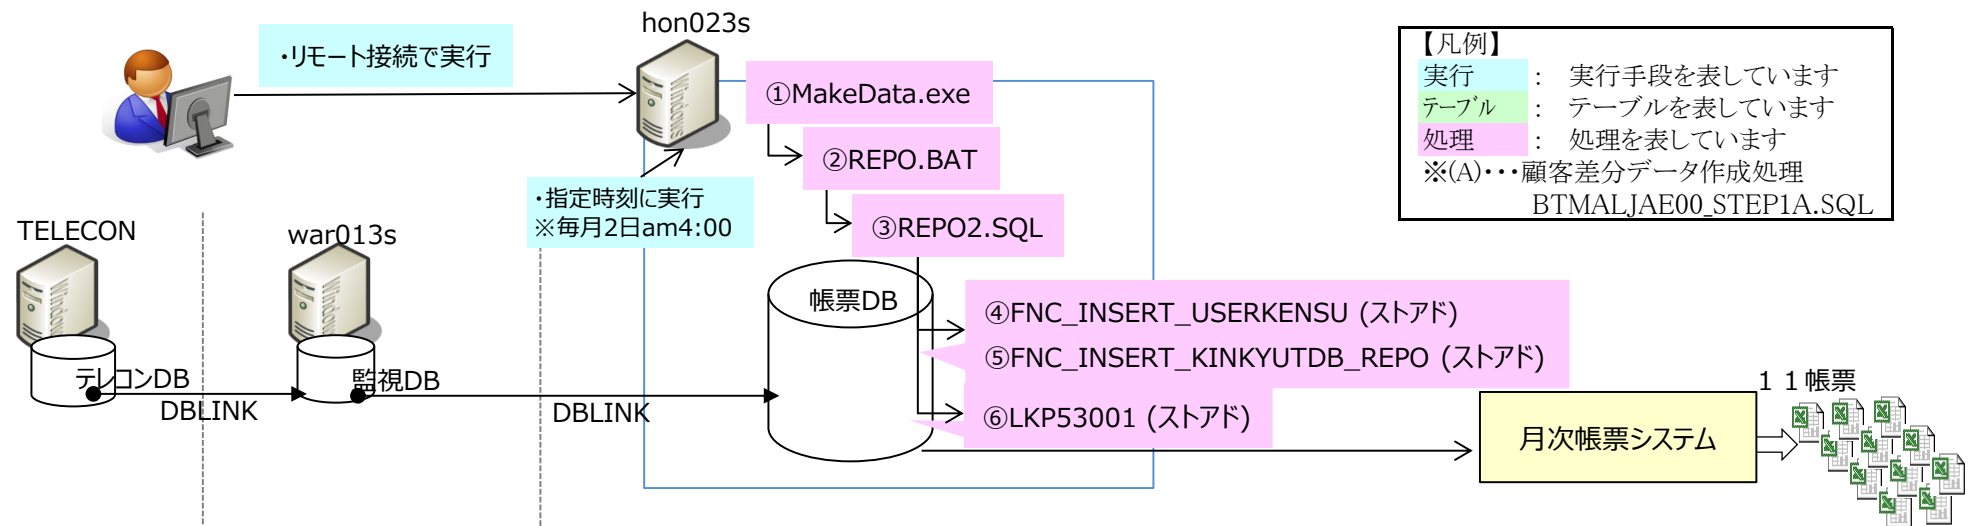 hon023s
・リモート接続で実行
①MakeData.exe
②REPO.BAT
③REPO2.SQL
・指定時刻に実行
※毎月2日am4:00
【凡例】
実行 : 実行手段を表しています
テーブル : テーブルを表しています
処理 : 処理を表しています
※(A)・・・顧客差分データ作成処理
BTMALJAE00_STEP1A.SQL
TELECON
war013s
Windows
Windows
Windows
帳票DB
④FNC_INSERT_USERKENSU (ストアド)
⑤FNC_INSERT_KINKYUTDB_REPO (ストアド)
⑥LKP53001 (ストアド)
テレコンDB
DBLINK
監視DB
DBLINK
月次帳票システム
１１帳票